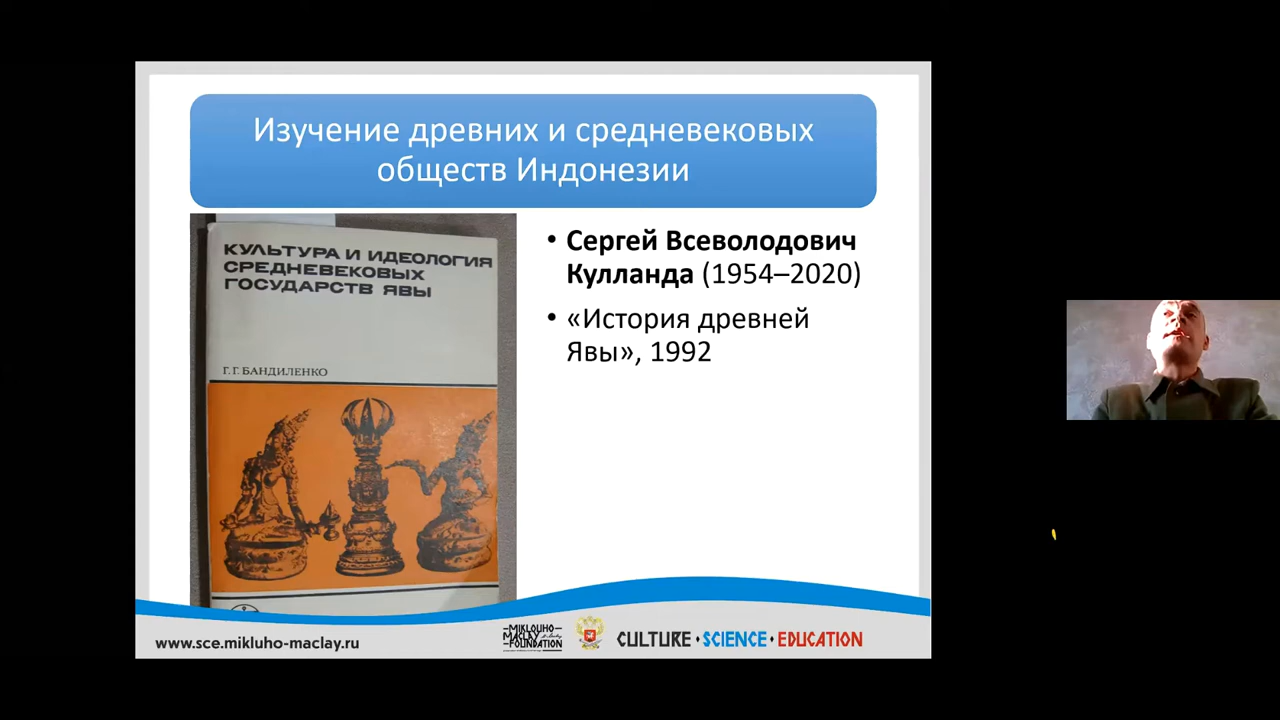 Изучение древних и средневековых
обществ Индонезии
КУЛЬТУРА И ИДЕОЛОГИЯ
СРЕДНЕВЕКОВЫХ
ГОСУДАРСТВ ЯВЫ
Г. Г. БАНДИЛЕНКО
• Сергей Всеволодович
Кулланда (1954–2020)
• «История древней
Явы», 1992
www.sce.mikluho-maclay.ru
MIKLOUHO
MACLAY
FOUNDATION
CULTURE · SCIENCE · EDUCATION